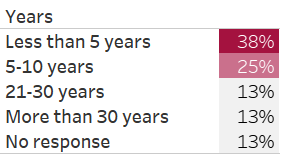 Years
Less than 5 years 38%
5-10 years 25%
21-30 years 13%
More than 30 years 13%
No response 13%